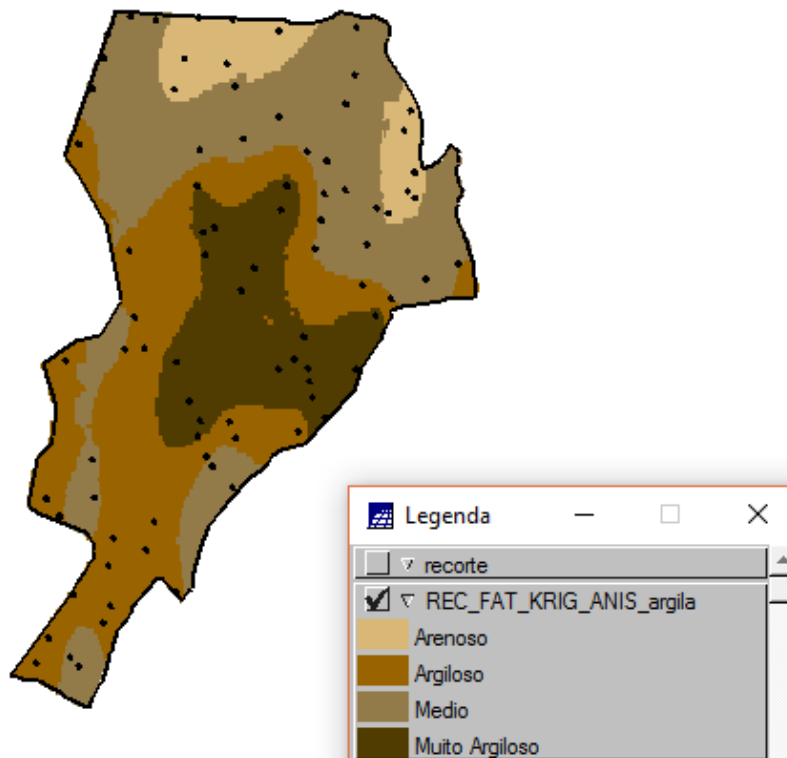 Legenda
recorte
REC_FAT_KRIG_ANIS_argila
Arenoso
Argiloso
Medio
Muito Argiloso